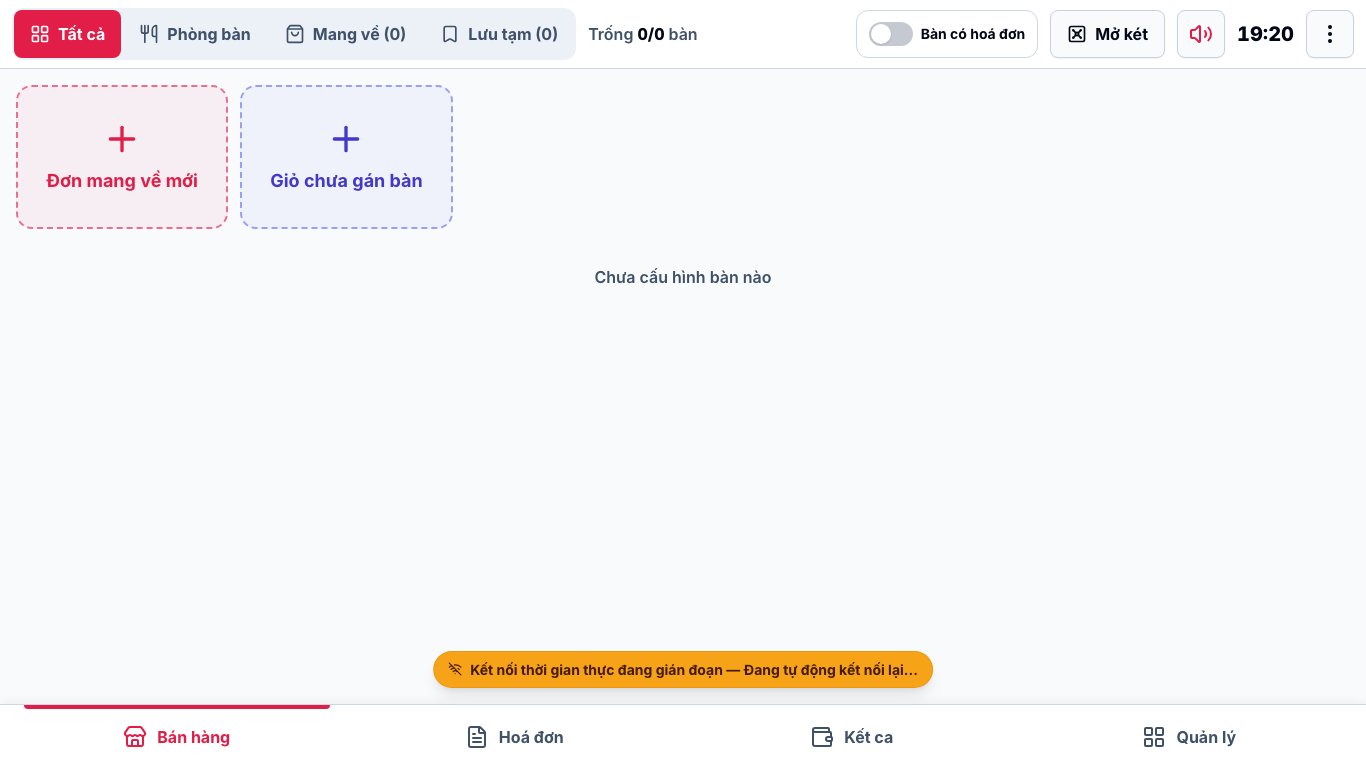 Tất cả
Phòng bàn
Mang về (0)
Lưu tạm (0)
Trống 0/0 bàn
Bàn có hoá đơn
Mở két
19:20
Đơn mang về mới
Giỏ chưa gán bàn
Chưa cấu hình bàn nào
Kết nối thời gian thực đang gián đoạn — Đang tự động kết nối lại...
Bán hàng
Hoá đơn
Kết ca
Quản lý